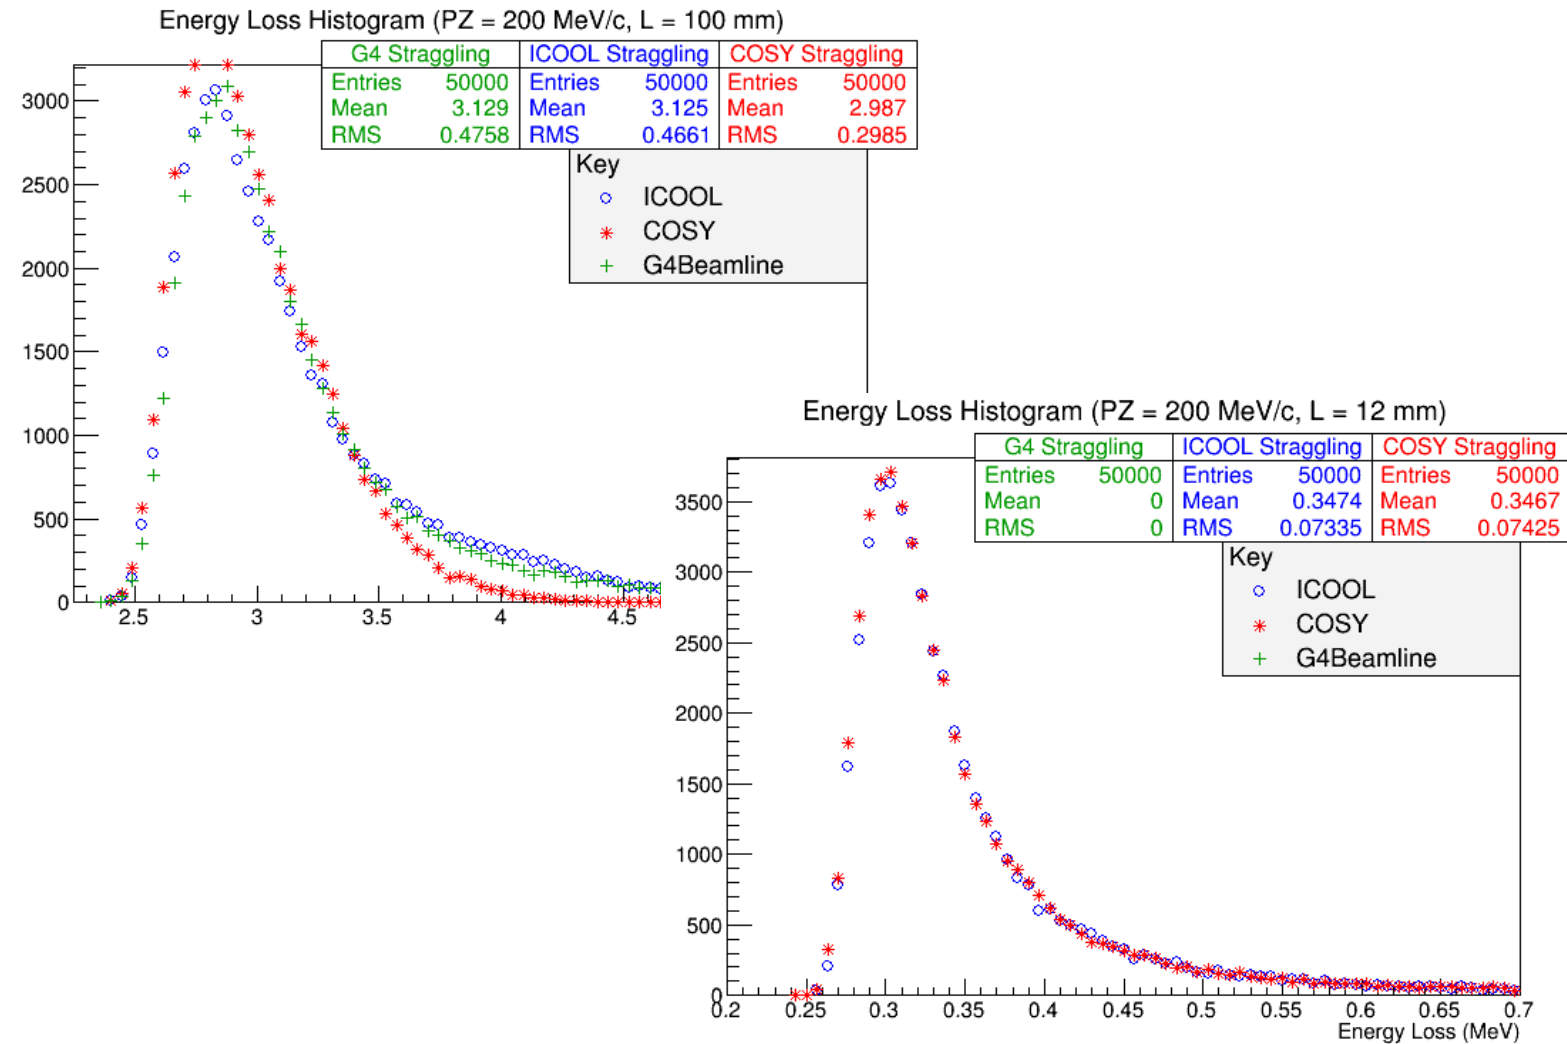 Energy Loss Histogram (PZ = 200 MeV/c, L = 100 mm)
G4 Straggling ICOOL Straggling COSY Straggling
Entries 50000 Entries 50000 Entries 50000
Mean 3.129 Mean 3.125 Mean 2.987
RMS 0.4758 RMS 0.4661 RMS 0.2985
Key
ICOOL
COSY
G4Beamline
3000
2500
2000
1500
1000
500
0
2.5 3 3.5 4 4.5
Energy Loss Histogram (PZ = 200 MeV/c, L = 12 mm)
G4 Straggling ICOOL Straggling COSY Straggling
Entries 50000 Entries 50000 Entries 50000
Mean 0 Mean 0.3474 Mean 0.3467
RMS 0 RMS 0.07335 RMS 0.07425
Key
ICOOL
COSY
G4Beamline
3500
3000
2500
2000
1500
1000
500
0
0.2 0.25 0.3 0.35 0.4 0.45 0.5 0.55 0.6 0.65 0.7
Energy Loss (MeV)